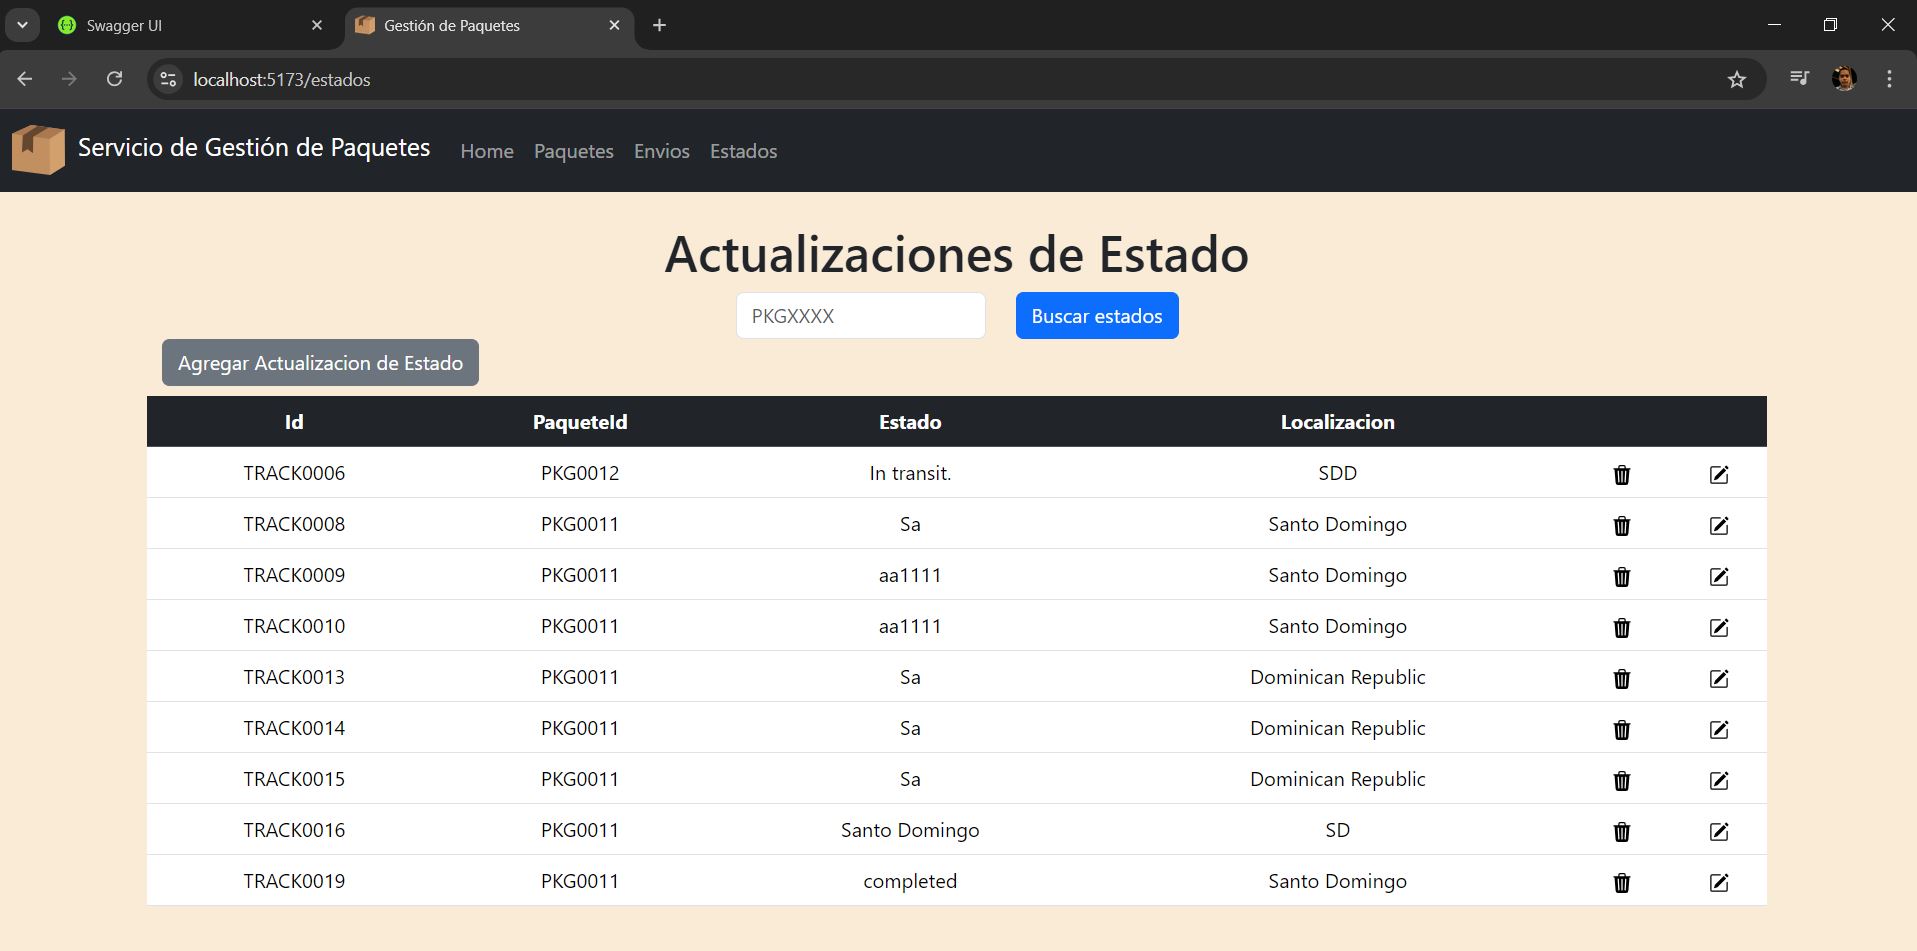 Swagger UI
Gestión de Paquetes
localhost:5173/estados
Servicio de Gestión de Paquetes Home Paquetes Envios Estados
Actualizaciones de Estado
PKGXXXX Buscar estados
Agregar Actualizacion de Estado
Id PaqueteId Estado Localizacion
TRACK0006 PKG0012 In transit. SDD
TRACK0008 PKG0011 Sa Santo Domingo
TRACK0009 PKG0011 aa1111 Santo Domingo
TRACK0010 PKG0011 aa1111 Santo Domingo
TRACK0013 PKG0011 Sa Dominican Republic
TRACK0014 PKG0011 Sa Dominican Republic
TRACK0015 PKG0011 Sa Dominican Republic
TRACK0016 PKG0011 Santo Domingo SD
TRACK0019 PKG0011 completed Santo Domingo